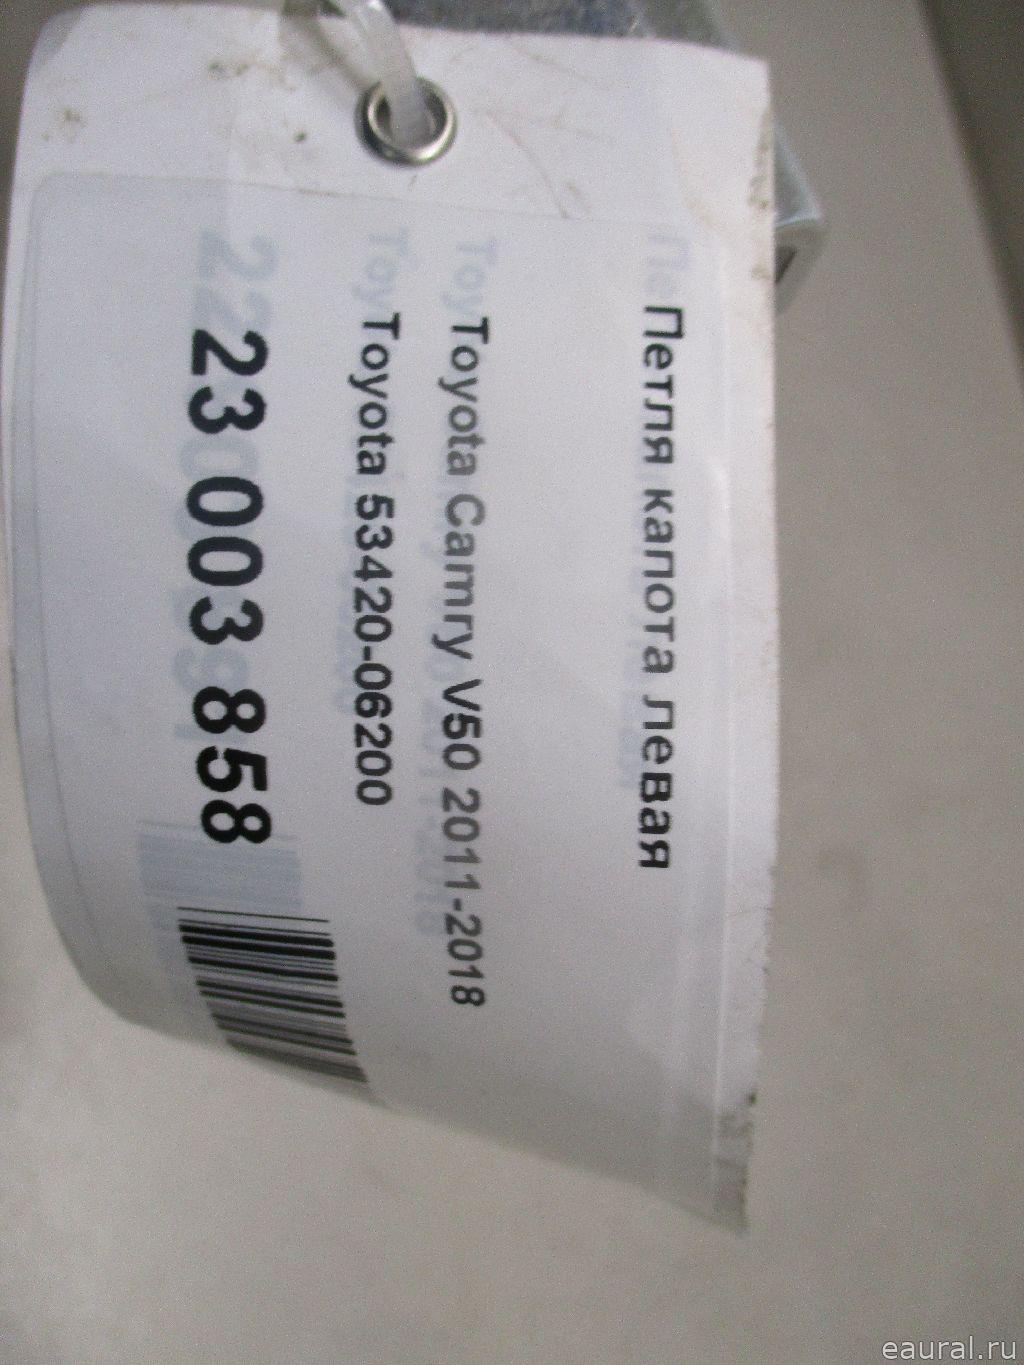 Петля капота левая
Toyota Camry V50 2011-2018
Toyota 53420-06200
23 003 858
eaural.ru